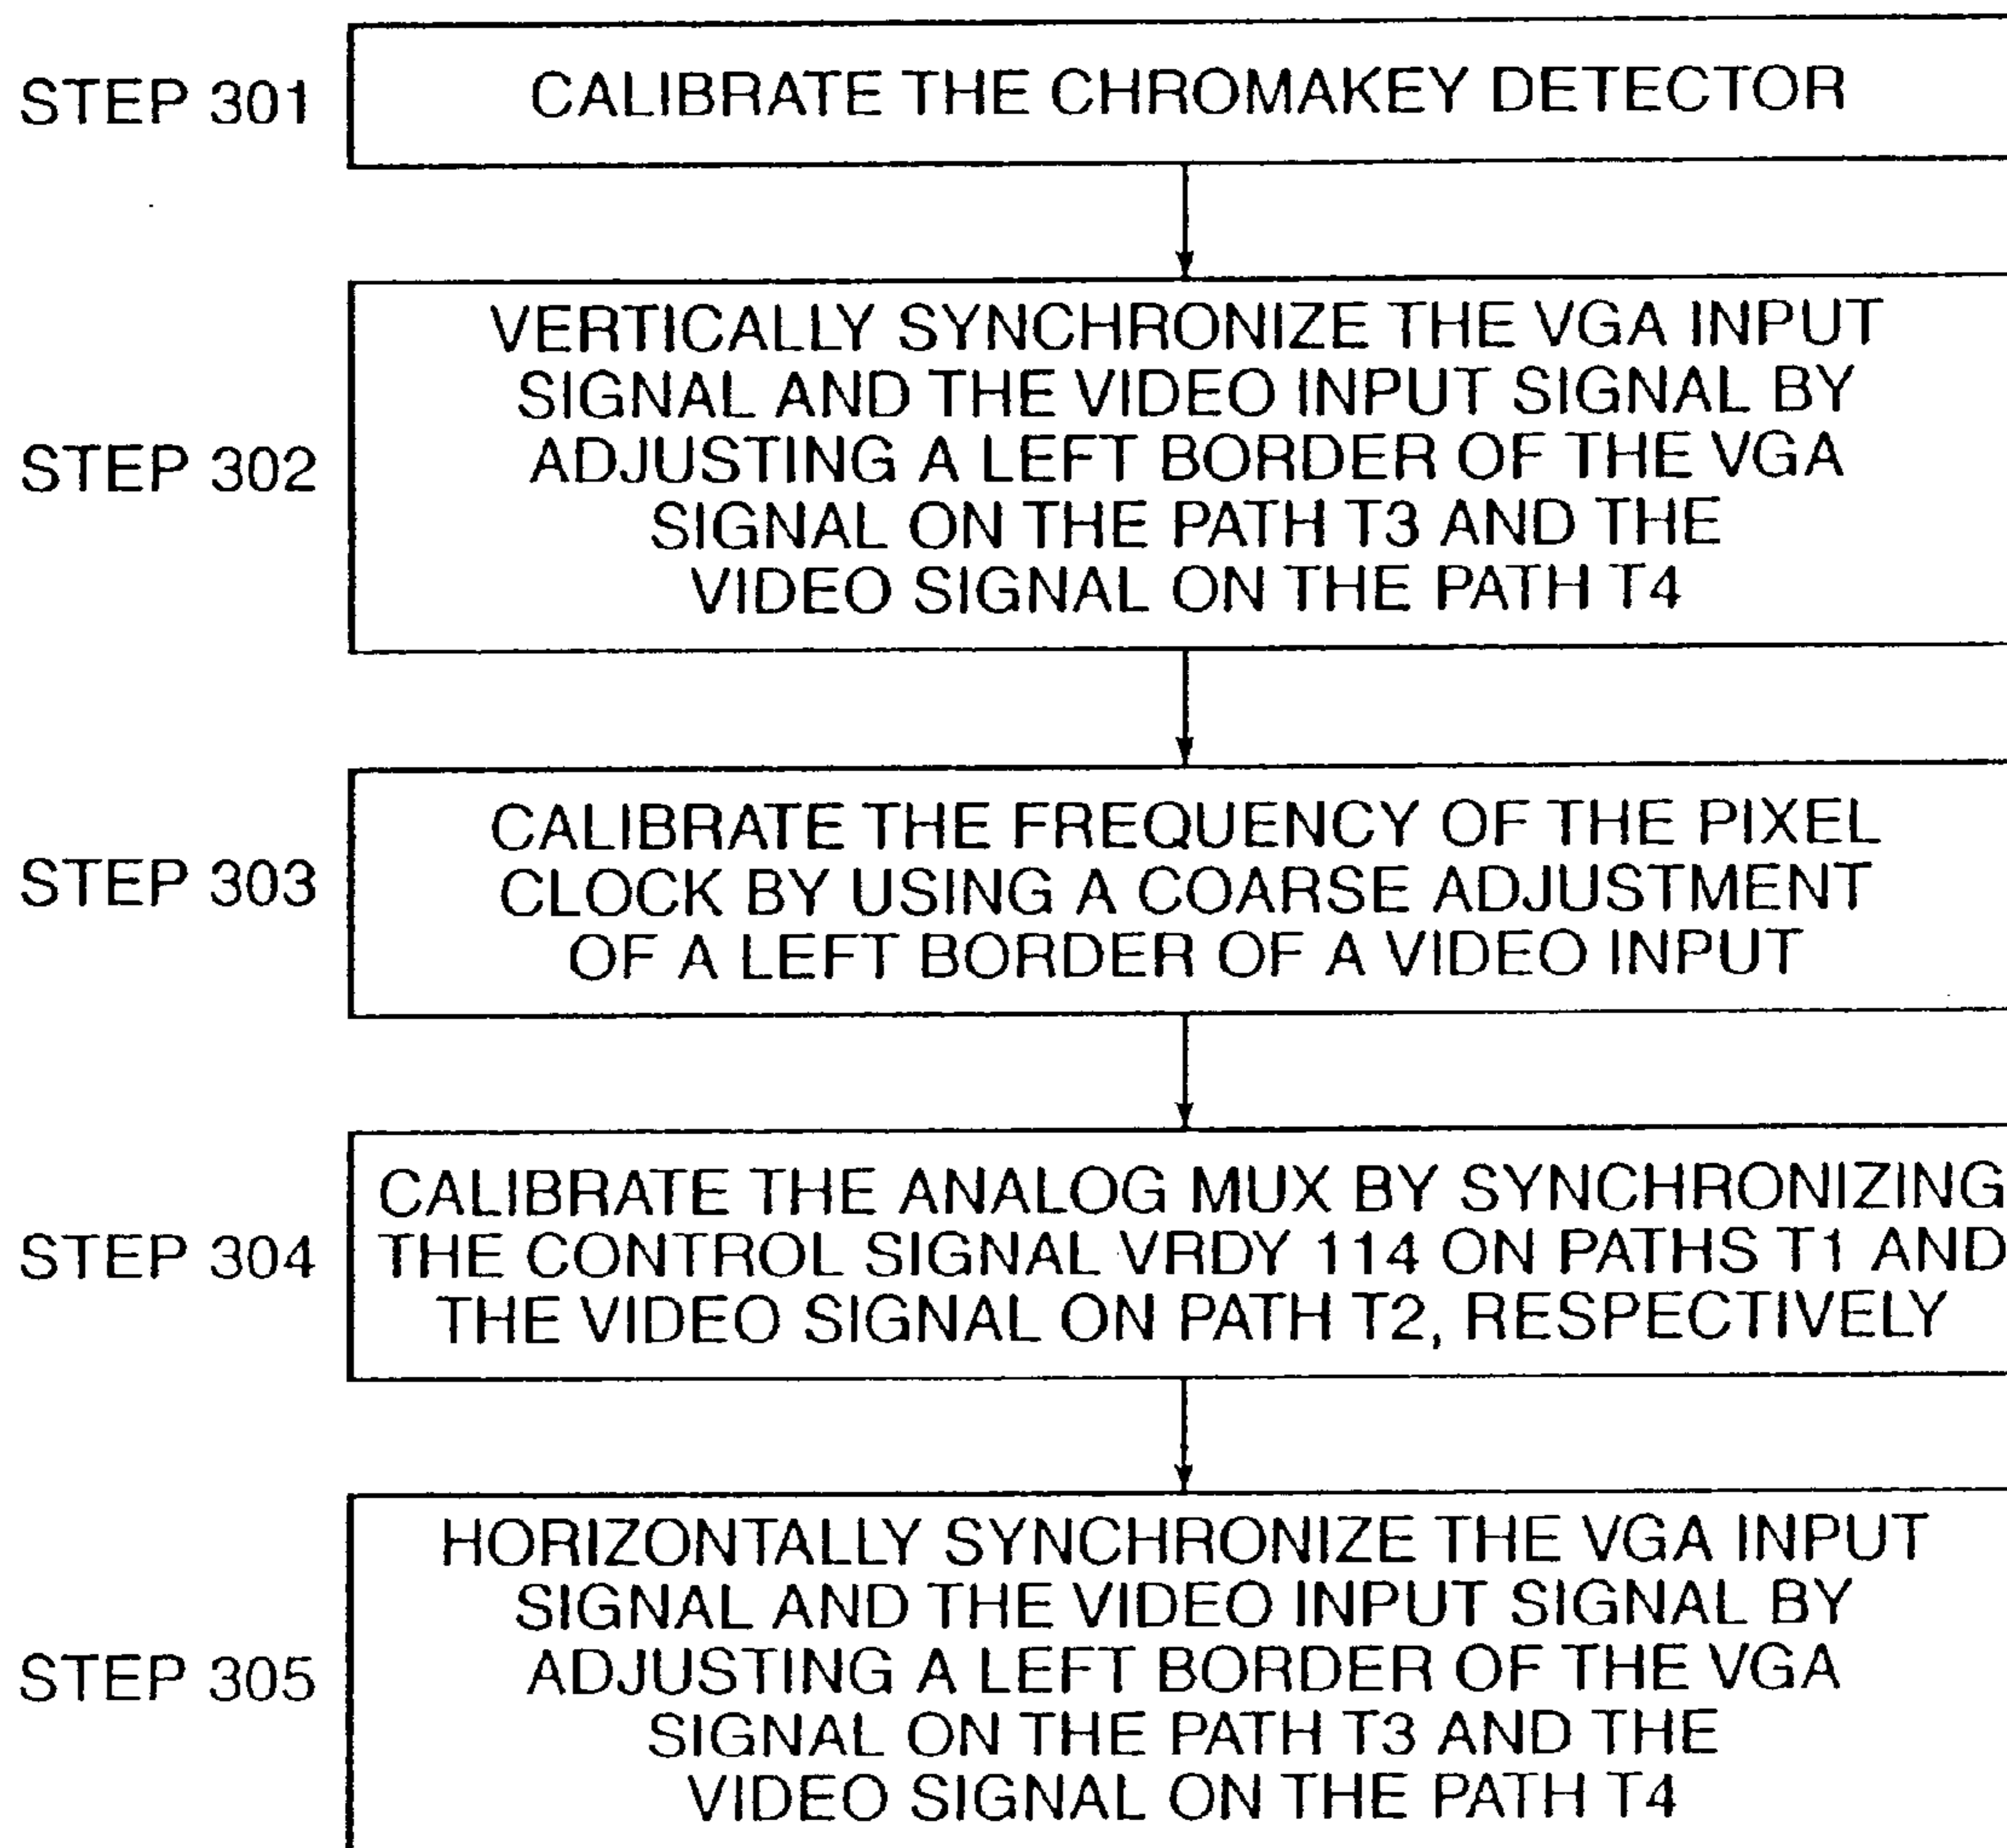 STEP 301
CALIBRATE THE CHROMAKEY DETECTOR
STEP 302
VERTICALLY SYNCHRONIZE THE VGA INPUT
SIGNAL AND THE VIDEO INPUT SIGNAL BY
ADJUSTING A LEFT BORDER OF THE VGA
SIGNAL ON THE PATH T3 AND THE
VIDEO SIGNAL ON THE PATH T4
STEP 303
CALIBRATE THE FREQUENCY OF THE PIXEL
CLOCK BY USING A COARSE ADJUSTMENT
OF A LEFT BORDER OF A VIDEO INPUT
STEP 304
CALIBRATE THE ANALOG MUX BY SYNCHRONIZING
THE CONTROL SIGNAL VRDY 114 ON PATHS T1 AND
THE VIDEO SIGNAL ON PATH T2, RESPECTIVELY
STEP 305
HORIZONTALLY SYNCHRONIZE THE VGA INPUT
SIGNAL AND THE VIDEO INPUT SIGNAL BY
ADJUSTING A LEFT BORDER OF THE VGA
SIGNAL ON THE PATH T3 AND THE
VIDEO SIGNAL ON THE PATH T4